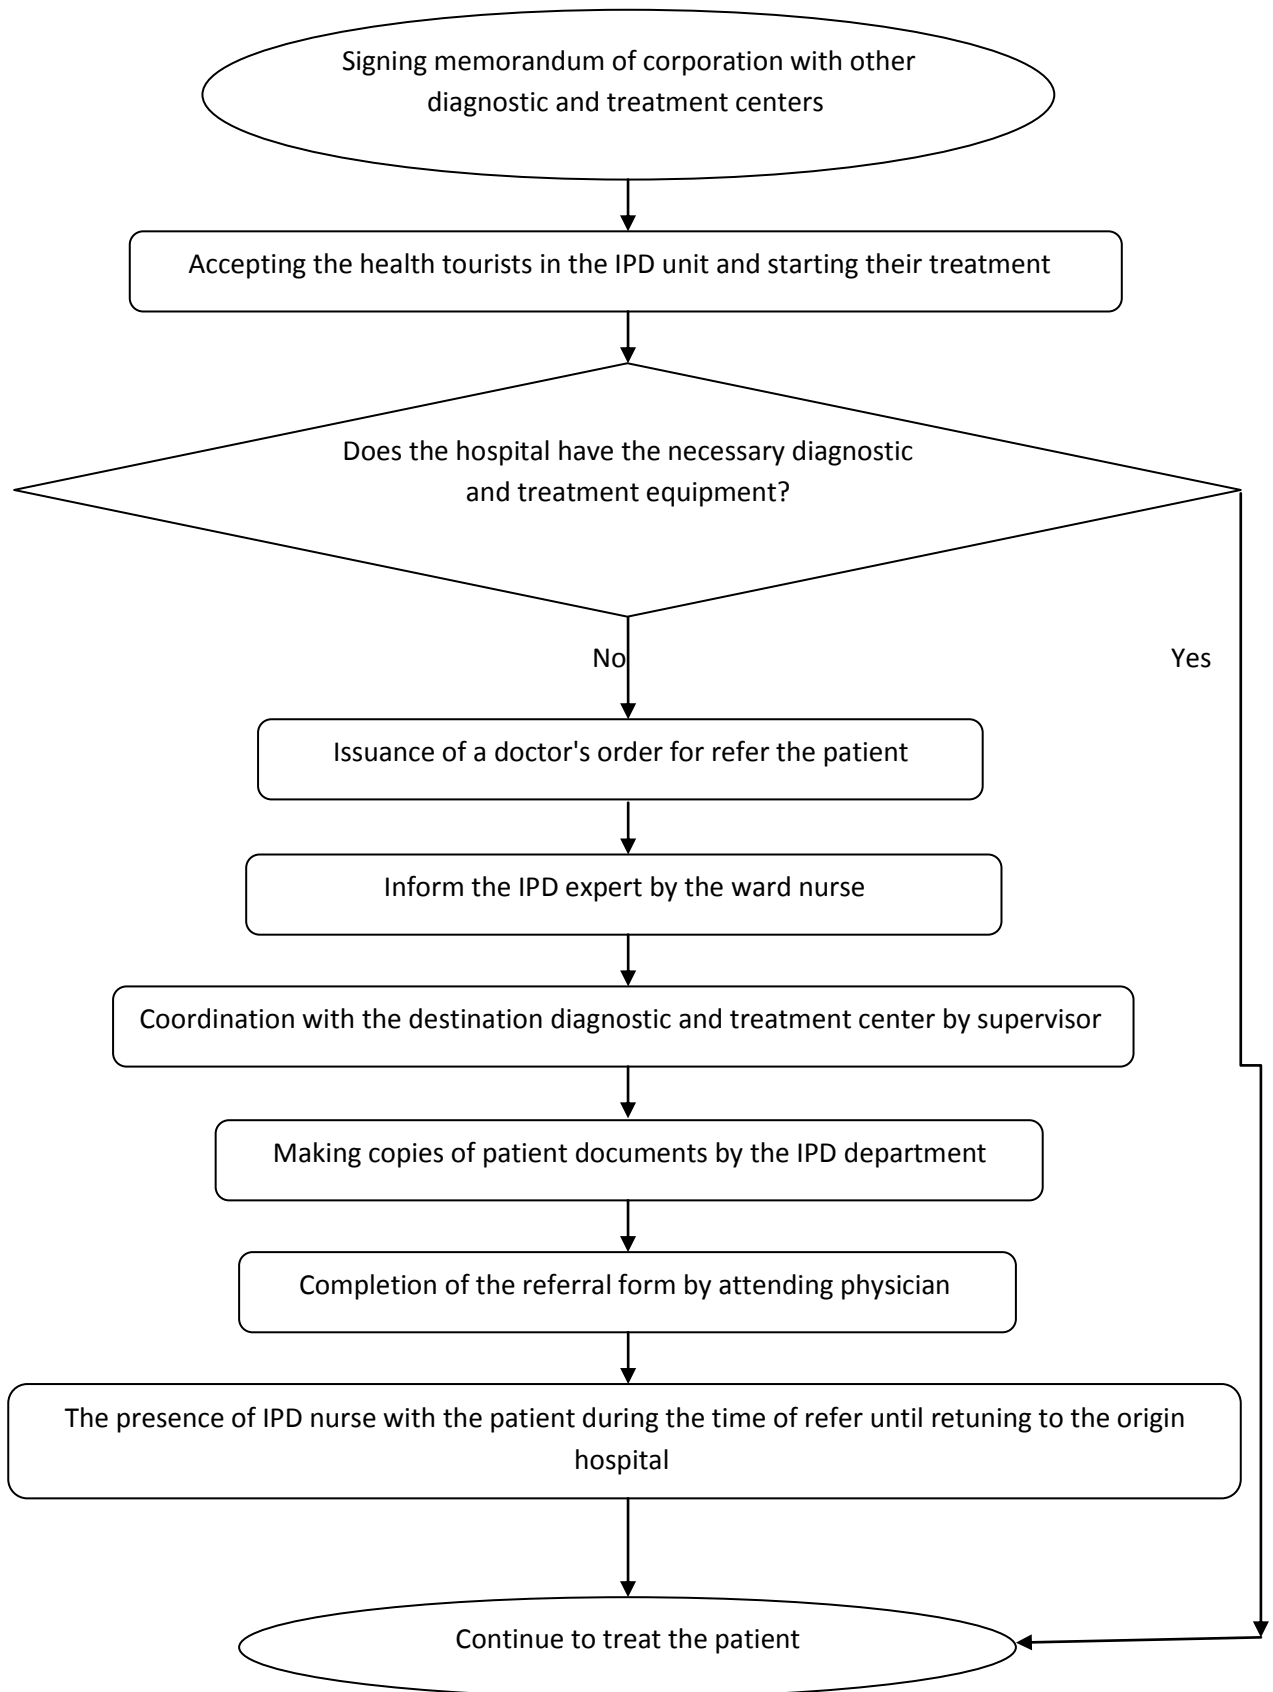 Signing memorandum of corporation with other
diagnostic and treatment centers
Accepting the health tourists in the IPD unit and starting their treatment
Does the hospital have the necessary diagnostic
and treatment equipment?
No
Yes
Issuance of a doctor's order for refer the patient
Inform the IPD expert by the ward nurse
Coordination with the destination diagnostic and treatment center by supervisor
Making copies of patient documents by the IPD department
Completion of the referral form by attending physician
The presence of IPD nurse with the patient during the time of refer until retuning to the origin
hospital
Continue to treat the patient